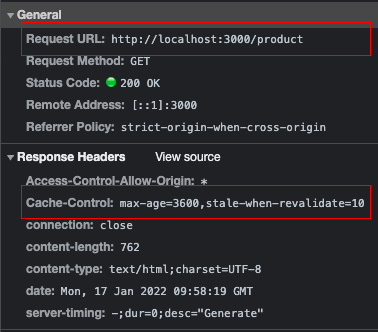 General
Request URL: http://localhost:3000/product
Request Method: GET
Status Code: 200 OK
Remote Address: [::1]:3000
Referrer Policy: strict-origin-when-cross-origin
Response Headers View source
Access-Control-Allow-Origin: *
Cache-Control: max-age=3600,stale-when-revalidate=10
connection: close
content-length: 762
content-type: text/html;charset=UTF-8
date: Mon, 17 Jan 2022 09:58:19 GMT
server-timing: -;dur=0;desc="Generate"